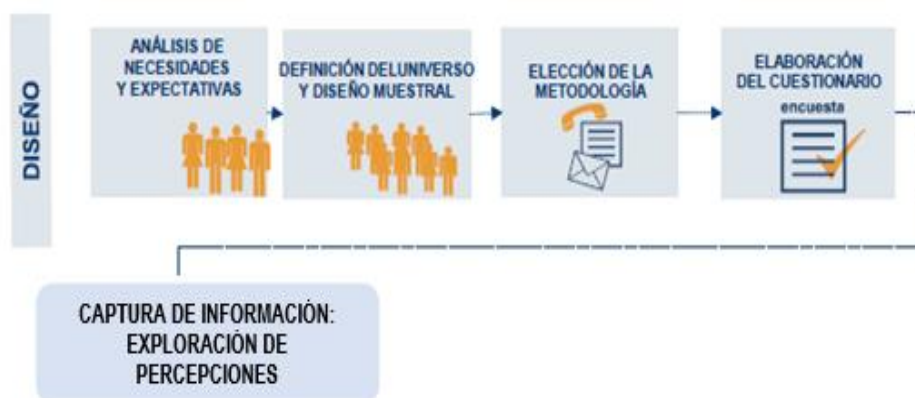 DISEÑO
ANÁLISIS DE
NECESIDADES
Y EXPECTATIVAS
DEFINICIÓN DELUNIVERSO
Y DISEÑO MUESTRAL
ELECCIÓN DE LA
METODOLOGÍA
ELABORACIÓN
DEL CUESTIONARIO
encuesta
CAPTURA DE INFORMACIÓN:
EXPLORACIÓN DE
PERCEPCIONES